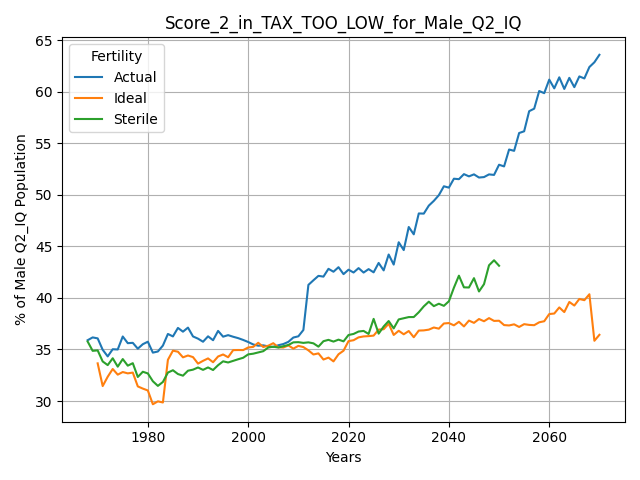 Score_2_in_TAX_TOO_LOW_for_Male_Q2_IQ
65
60
55
50
45
40
35
30
% of Male Q2_IQ Population
Fertility
Actual
Ideal
Sterile
1980
2000
2020
2040
2060
Years